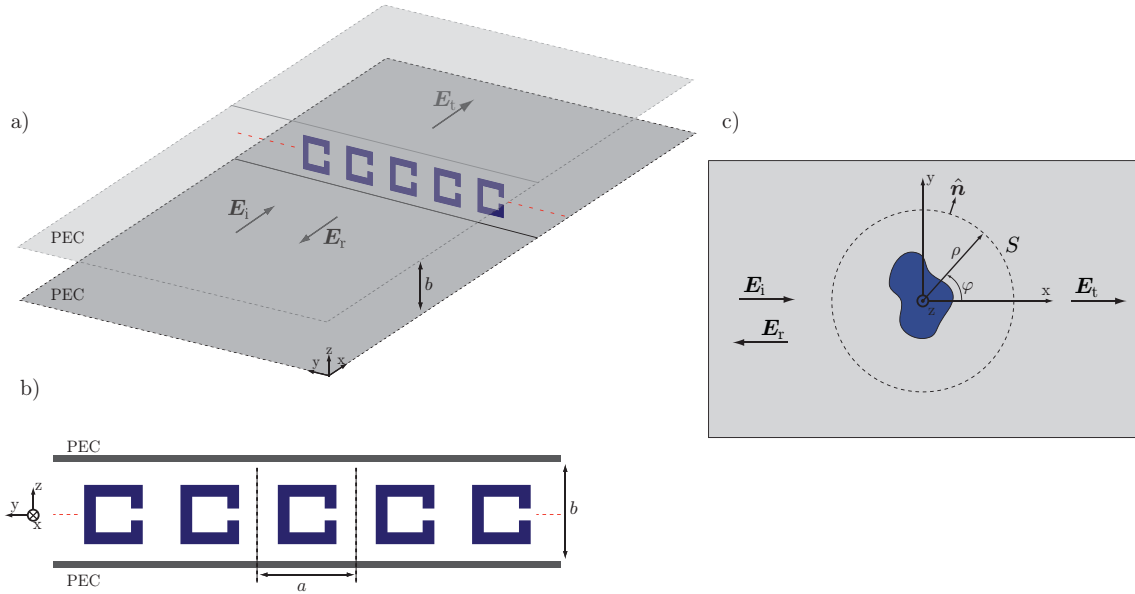 a)
E_t
E_i
E_r
PEC
PEC
b
z
y
x
b)
PEC
z
y
x
b
PEC
a
c)
y
n̂
S
ρ
φ
x
z
E_i
E_r
E_t